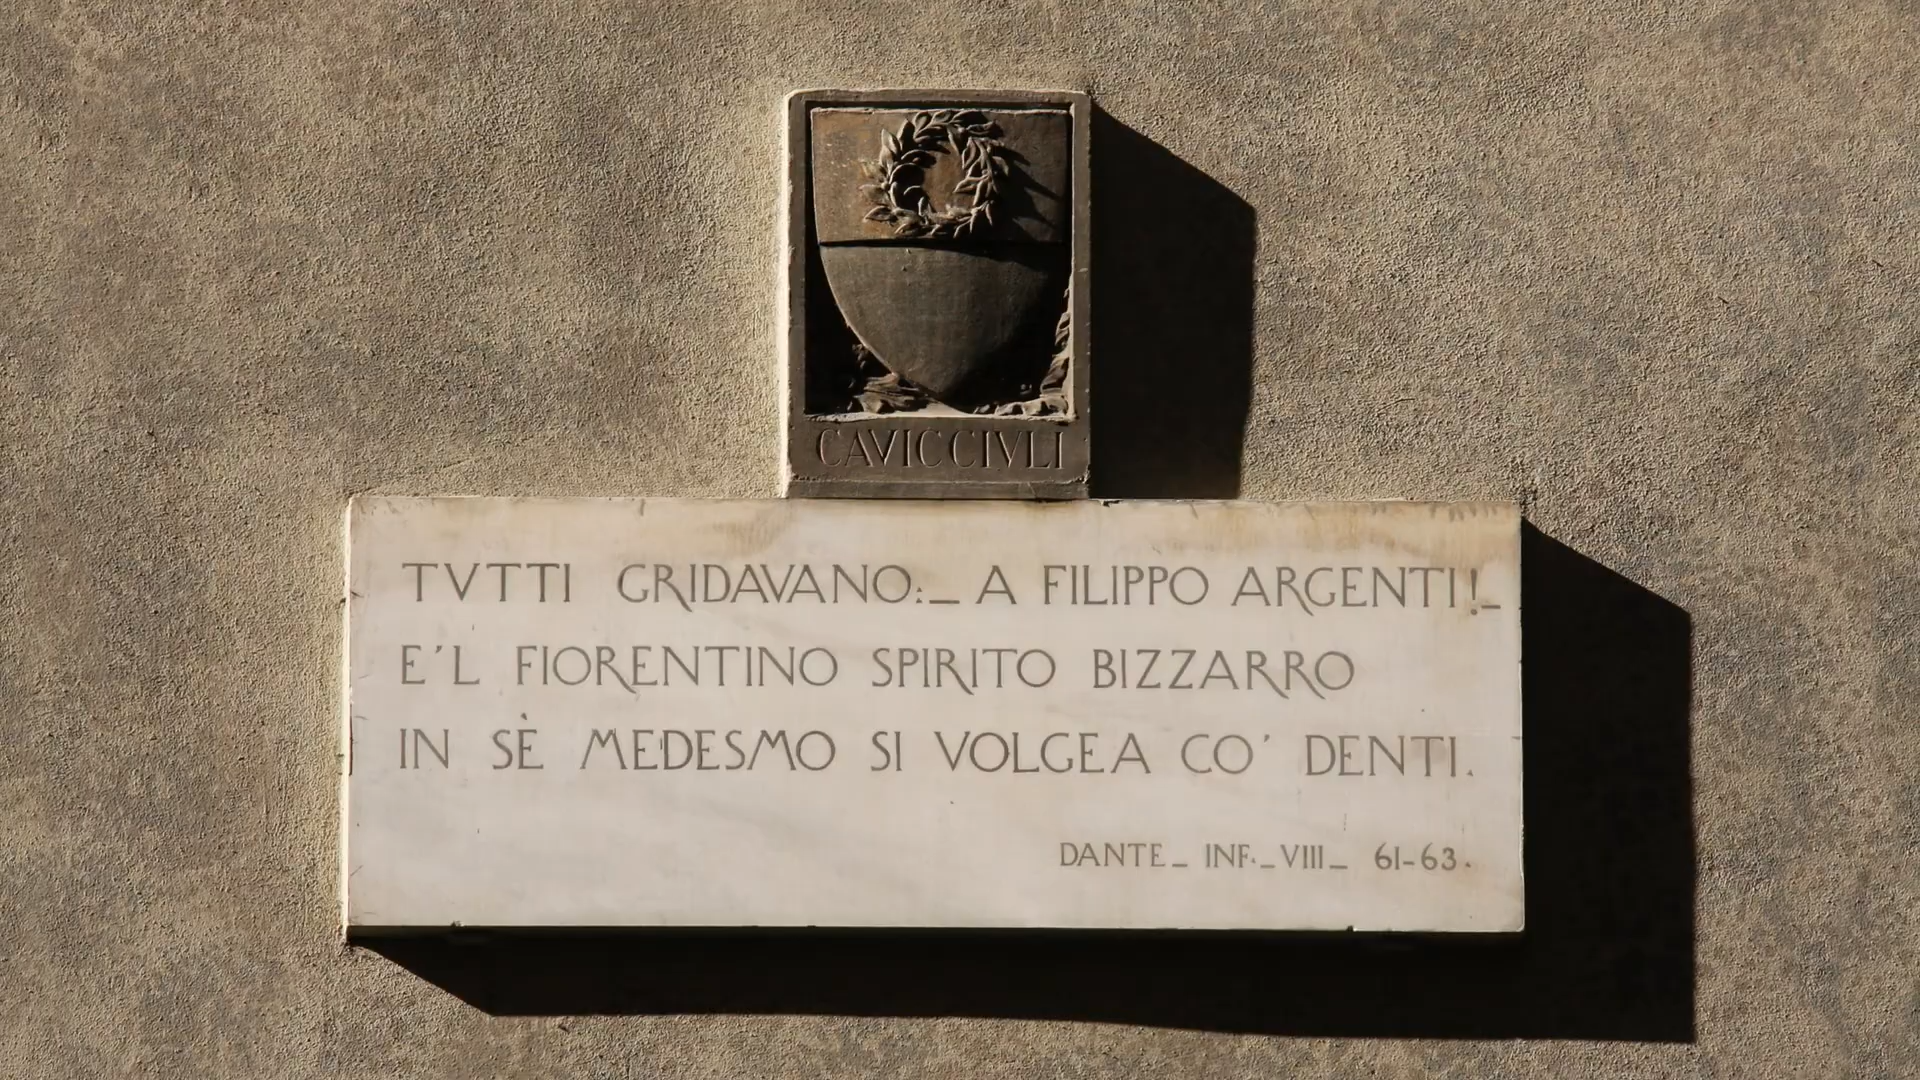 CAVICCIVLI
TVTTI GRIDAVANO:_ A FILIPPO ARGENTI!_
E'L FIORENTINO SPIRITO BIZZARRO
IN SÈ MEDESMO SI VOLGEA CO' DENTI.
DANTE_ INF._VIII_ 61-63.